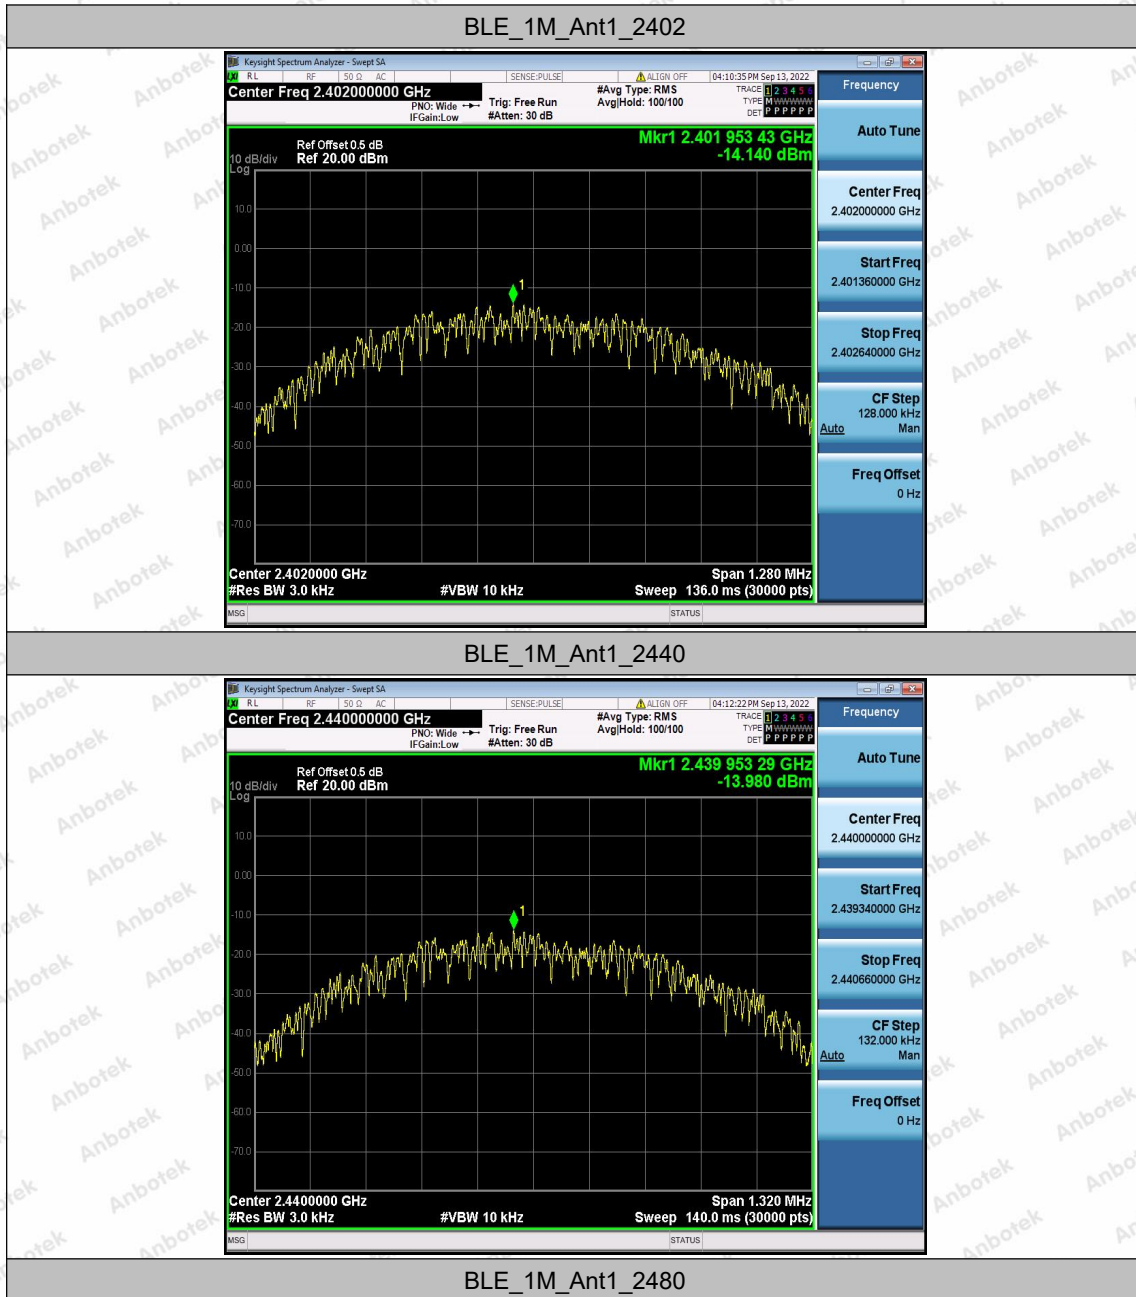 BLE_1M_Ant1_2402
Keysight Spectrum Analyzer - Swept SA
RL RF 50 Ω AC SENSE:PULSE ALIGN OFF 04:10:35 PM Sep 13, 2022
Center Freq 2.402000000 GHz
PNO: Wide
IFGain:Low
Trig: Free Run
#Atten: 30 dB
#Avg Type: RMS
Avg|Hold: 100/100
TRACE 1 2 3 4 5 6
TYPE M WWWWW
DET P P P P P P
Frequency
Auto Tune
Mkr1 2.401 953 43 GHz
-14.140 dBm
Ref Offset 0.5 dB
10 dB/div Ref 20.00 dBm
Log
10.0
0.00
-10.0
-20.0
-30.0
-40.0
-50.0
-60.0
-70.0
1
Center Freq
2.402000000 GHz
Start Freq
2.401360000 GHz
Stop Freq
2.402640000 GHz
CF Step
128.000 kHz
Auto Man
Freq Offset
0 Hz
Center 2.4020000 GHz Span 1.280 MHz
#Res BW 3.0 kHz #VBW 10 kHz Sweep 136.0 ms (30000 pts)
MSG STATUS
BLE_1M_Ant1_2440
Keysight Spectrum Analyzer - Swept SA
RL RF 50 Ω AC SENSE:PULSE ALIGN OFF 04:12:22 PM Sep 13, 2022
Center Freq 2.440000000 GHz
PNO: Wide
IFGain:Low
Trig: Free Run
#Atten: 30 dB
#Avg Type: RMS
Avg|Hold: 100/100
TRACE 1 2 3 4 5 6
TYPE M WWWWW
DET P P P P P P
Frequency
Auto Tune
Mkr1 2.439 953 29 GHz
-13.980 dBm
Ref Offset 0.5 dB
10 dB/div Ref 20.00 dBm
Log
10.0
0.00
-10.0
-20.0
-30.0
-40.0
-50.0
-60.0
-70.0
1
Center Freq
2.440000000 GHz
Start Freq
2.439340000 GHz
Stop Freq
2.440660000 GHz
CF Step
132.000 kHz
Auto Man
Freq Offset
0 Hz
Center 2.4400000 GHz Span 1.320 MHz
#Res BW 3.0 kHz #VBW 10 kHz Sweep 140.0 ms (30000 pts)
MSG STATUS
BLE_1M_Ant1_2480
Anbotek